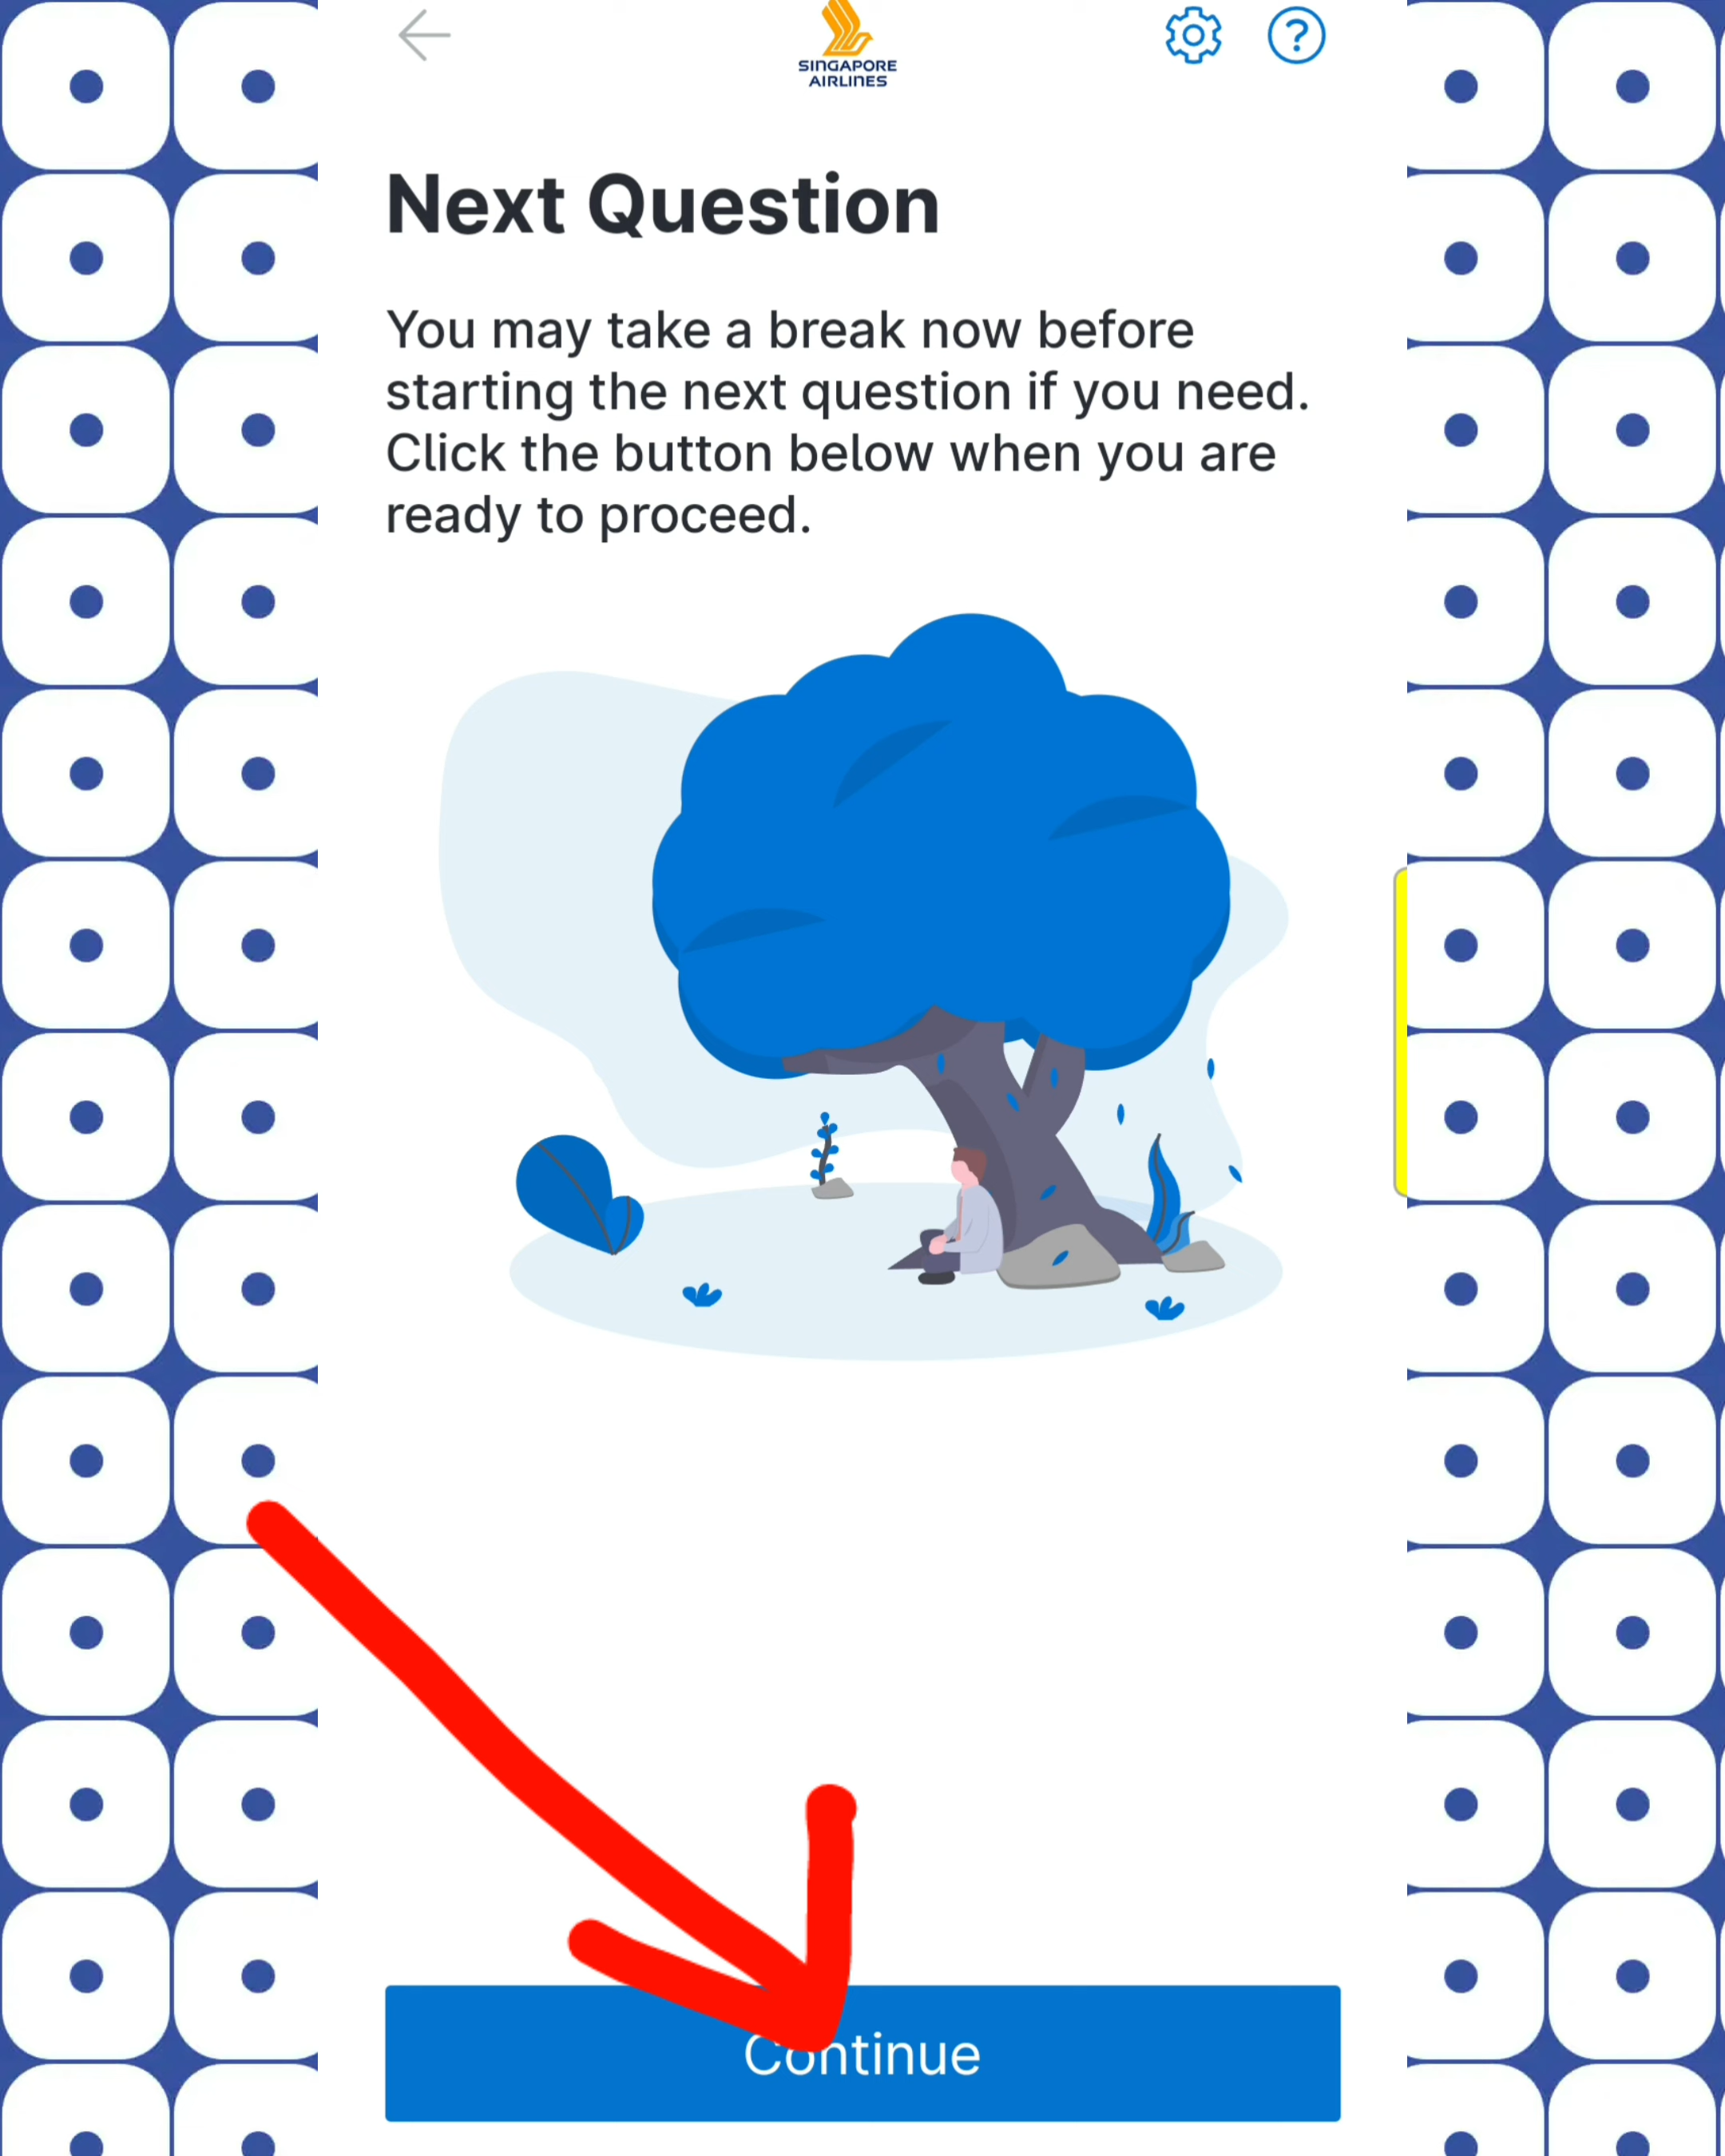 SINGAPORE
AIRLINES
Next Question
You may take a break now before
starting the next question if you need.
Click the button below when you are
ready to proceed.
Continue